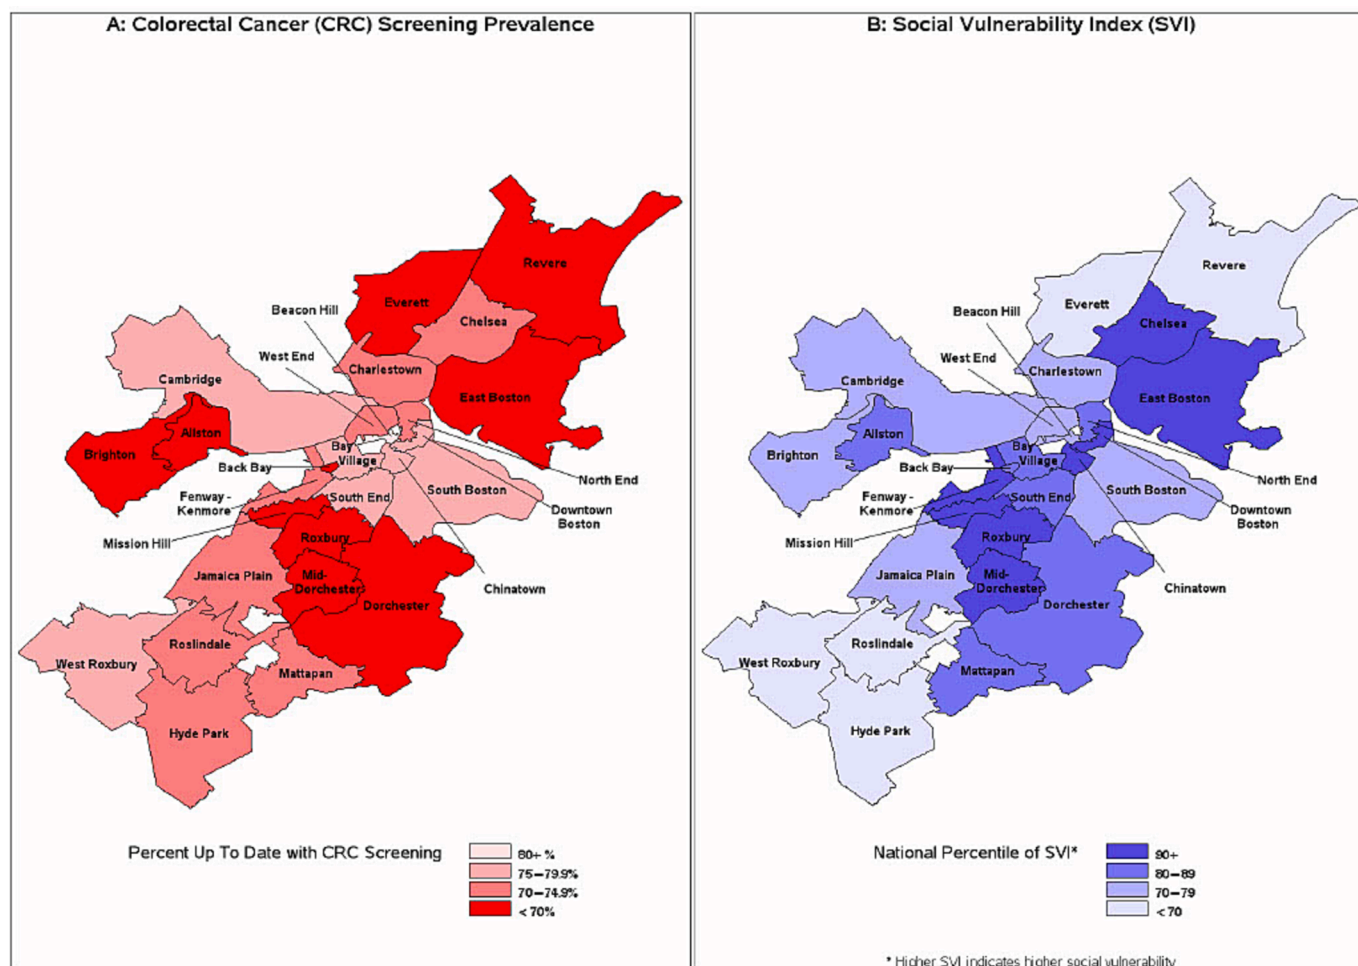 A: Colorectal Cancer (CRC) Screening Prevalence
Revere
Everett
Beacon Hill
Chelsea
West End
Charlestown
Cambridge
East Boston
Allston
Brighton
Bay
Village
Back Bay
North End
South Boston
Fenway -
Kenmore
South End
Downtown
Boston
Mission Hill
Roxbury
Jamaica Plain
Mid-
Dorchester
Chinatown
Dorchester
Roslindale
West Roxbury
Mattapan
Hyde Park
Percent Up To Date with CRC Screening
80+ %
75-79.9%
70-74.9%
< 70%
B: Social Vulnerability Index (SVI)
Revere
Everett
Beacon Hill
Chelsea
West End
Charlestown
Cambridge
East Boston
Allston
Brighton
Bay
Village
Back Bay
North End
South Boston
Fenway -
Kenmore
South End
Downtown
Boston
Mission Hill
Roxbury
Jamaica Plain
Mid-
Dorchester
Chinatown
Dorchester
Roslindale
West Roxbury
Mattapan
Hyde Park
National Percentile of SVI*
90+
80-89
70-79
< 70
* Higher SVI indicates higher social vulnerability